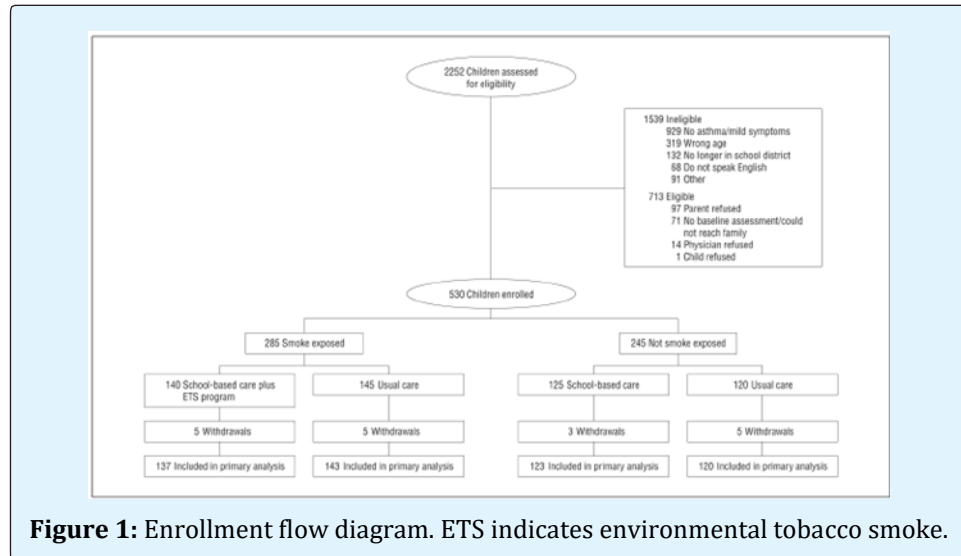 2252 Children assessed
for eligibility
1539 Ineligible
929 No asthma/mild symptoms
319 Wrong age
132 No longer in school district
68 Do not speak English
91 Other
713 Eligible
97 Parent refused
71 No baseline assessment/could
not reach family
14 Physician refused
1 Child refused
530 Children enrolled
285 Smoke exposed
245 Not smoke exposed
140 School-based care plus
ETS program
145 Usual care
125 School-based care
120 Usual care
5 Withdrawals
5 Withdrawals
3 Withdrawals
5 Withdrawals
137 Included in primary analysis
143 Included in primary analysis
123 Included in primary analysis
120 Included in primary analysis
Figure 1: Enrollment flow diagram. ETS indicates environmental tobacco smoke.